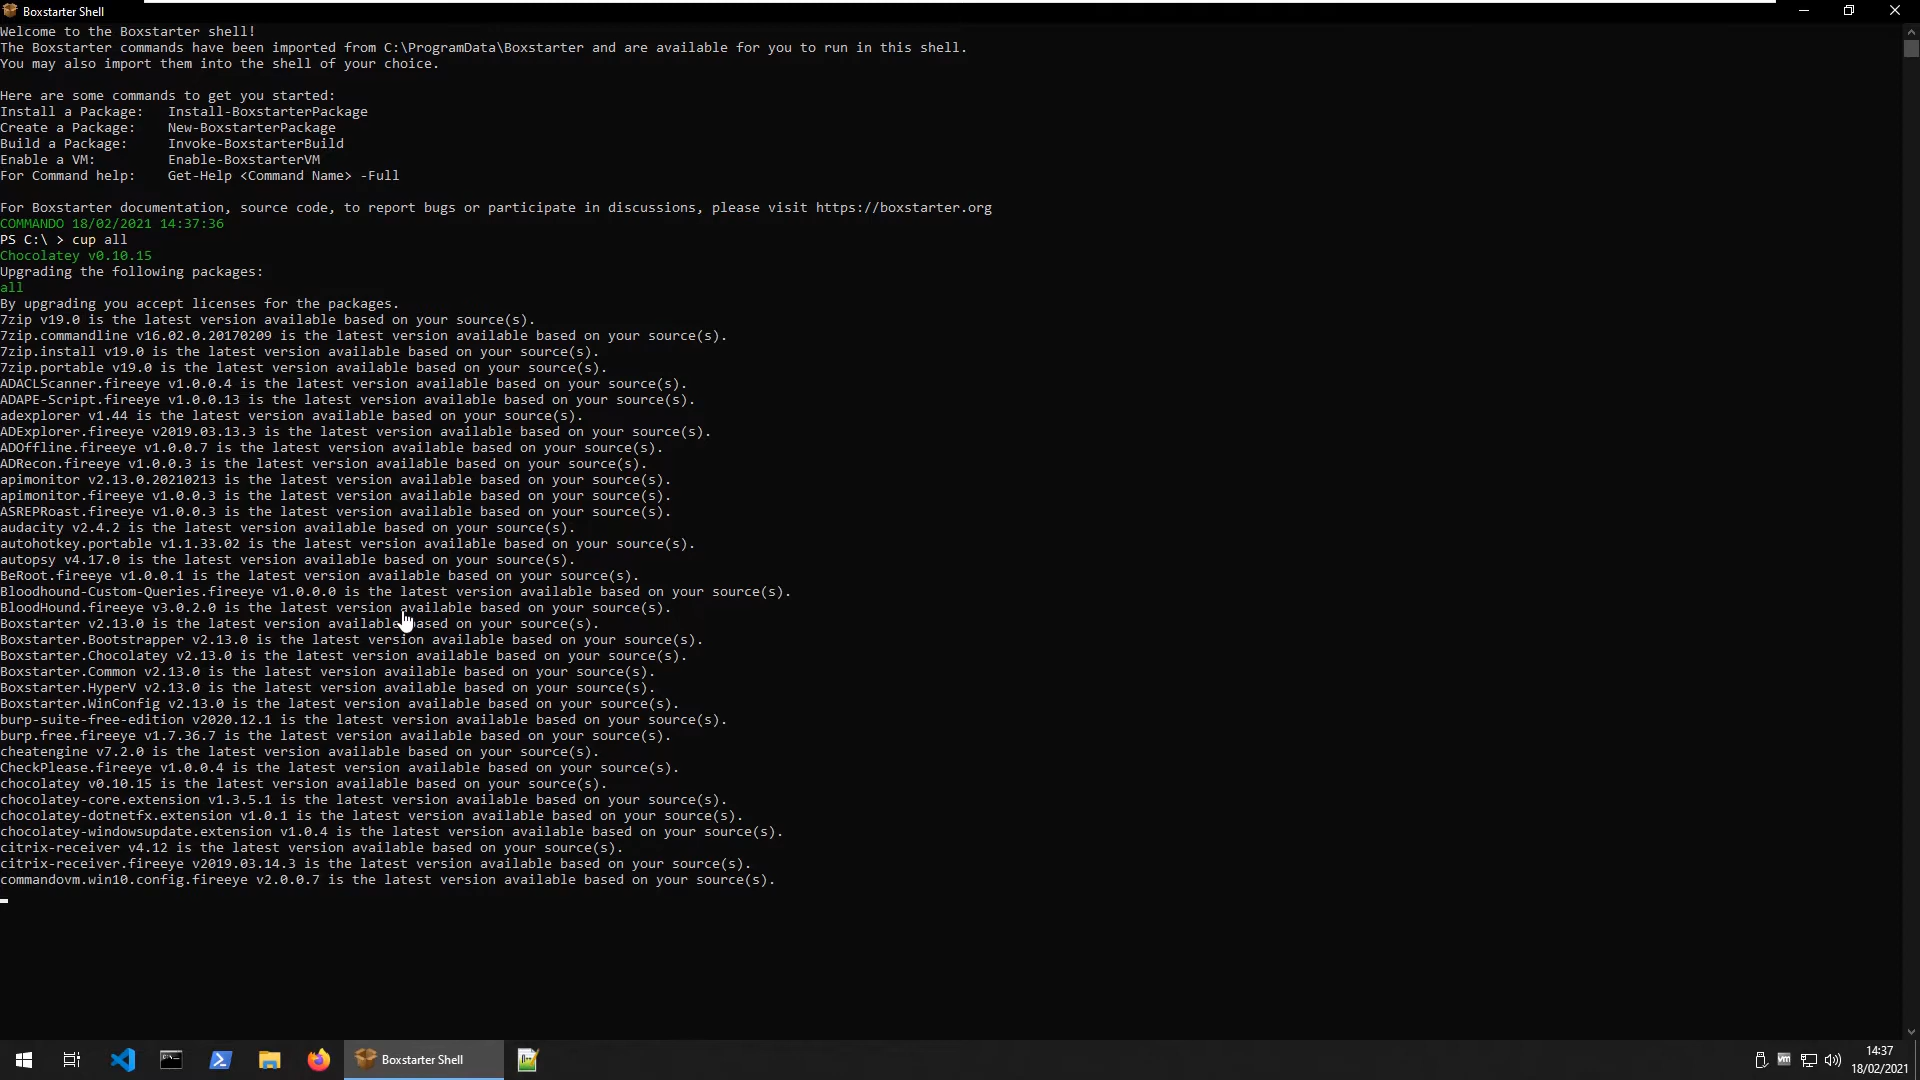 Boxstarter Shell
Welcome to the Boxstarter shell!
The Boxstarter commands have been imported from C:\ProgramData\Boxstarter and are available for you to run in this shell.
You may also import them into the shell of your choice.
Here are some commands to get you started:
Install a Package:   Install-BoxstarterPackage
Create a Package:    New-BoxstarterPackage
Build a Package:     Invoke-BoxstarterBuild
Enable a VM:         Enable-BoxstarterVM
For Command help:    Get-Help <Command Name> -Full
For Boxstarter documentation, source code, to report bugs or participate in discussions, please visit https://boxstarter.org
COMMANDO 18/02/2021 14:37:36
PS C:\ > cup all
Chocolatey v0.10.15
Upgrading the following packages:
all
By upgrading you accept licenses for the packages.
7zip v19.0 is the latest version available based on your source(s).
7zip.commandline v16.02.0.20170209 is the latest version available based on your source(s).
7zip.install v19.0 is the latest version available based on your source(s).
7zip.portable v19.0 is the latest version available based on your source(s).
ADACLScanner.fireeye v1.0.0.4 is the latest version available based on your source(s).
ADAPE-Script.fireeye v1.0.0.13 is the latest version available based on your source(s).
adexplorer v1.44 is the latest version available based on your source(s).
ADExplorer.fireeye v2019.03.13.3 is the latest version available based on your source(s).
ADOffline.fireeye v1.0.0.7 is the latest version available based on your source(s).
ADRecon.fireeye v1.0.0.3 is the latest version available based on your source(s).
apimonitor v2.13.0.20210213 is the latest version available based on your source(s).
apimonitor.fireeye v1.0.0.3 is the latest version available based on your source(s).
ASREPRoast.fireeye v1.0.0.3 is the latest version available based on your source(s).
audacity v2.4.2 is the latest version available based on your source(s).
autohotkey.portable v1.1.33.02 is the latest version available based on your source(s).
autopsy v4.17.0 is the latest version available based on your source(s).
BeRoot.fireeye v1.0.0.1 is the latest version available based on your source(s).
Bloodhound-Custom-Queries.fireeye v1.0.0.0 is the latest version available based on your source(s).
BloodHound.fireeye v3.0.2.0 is the latest version available based on your source(s).
Boxstarter v2.13.0 is the latest version available based on your source(s).
Boxstarter.Bootstrapper v2.13.0 is the latest version available based on your source(s).
Boxstarter.Chocolatey v2.13.0 is the latest version available based on your source(s).
Boxstarter.Common v2.13.0 is the latest version available based on your source(s).
Boxstarter.HyperV v2.13.0 is the latest version available based on your source(s).
Boxstarter.WinConfig v2.13.0 is the latest version available based on your source(s).
burp-suite-free-edition v2020.12.1 is the latest version available based on your source(s).
burp.free.fireeye v1.7.36.7 is the latest version available based on your source(s).
cheatengine v7.2.0 is the latest version available based on your source(s).
CheckPlease.fireeye v1.0.0.4 is the latest version available based on your source(s).
chocolatey v0.10.15 is the latest version available based on your source(s).
chocolatey-core.extension v1.3.5.1 is the latest version available based on your source(s).
chocolatey-dotnetfx.extension v1.0.1 is the latest version available based on your source(s).
chocolatey-windowsupdate.extension v1.0.4 is the latest version available based on your source(s).
citrix-receiver v4.12 is the latest version available based on your source(s).
citrix-receiver.fireeye v2019.03.14.3 is the latest version available based on your source(s).
commandovm.win10.config.fireeye v2.0.0.7 is the latest version available based on your source(s).
Boxstarter Shell
14:37
18/02/2021